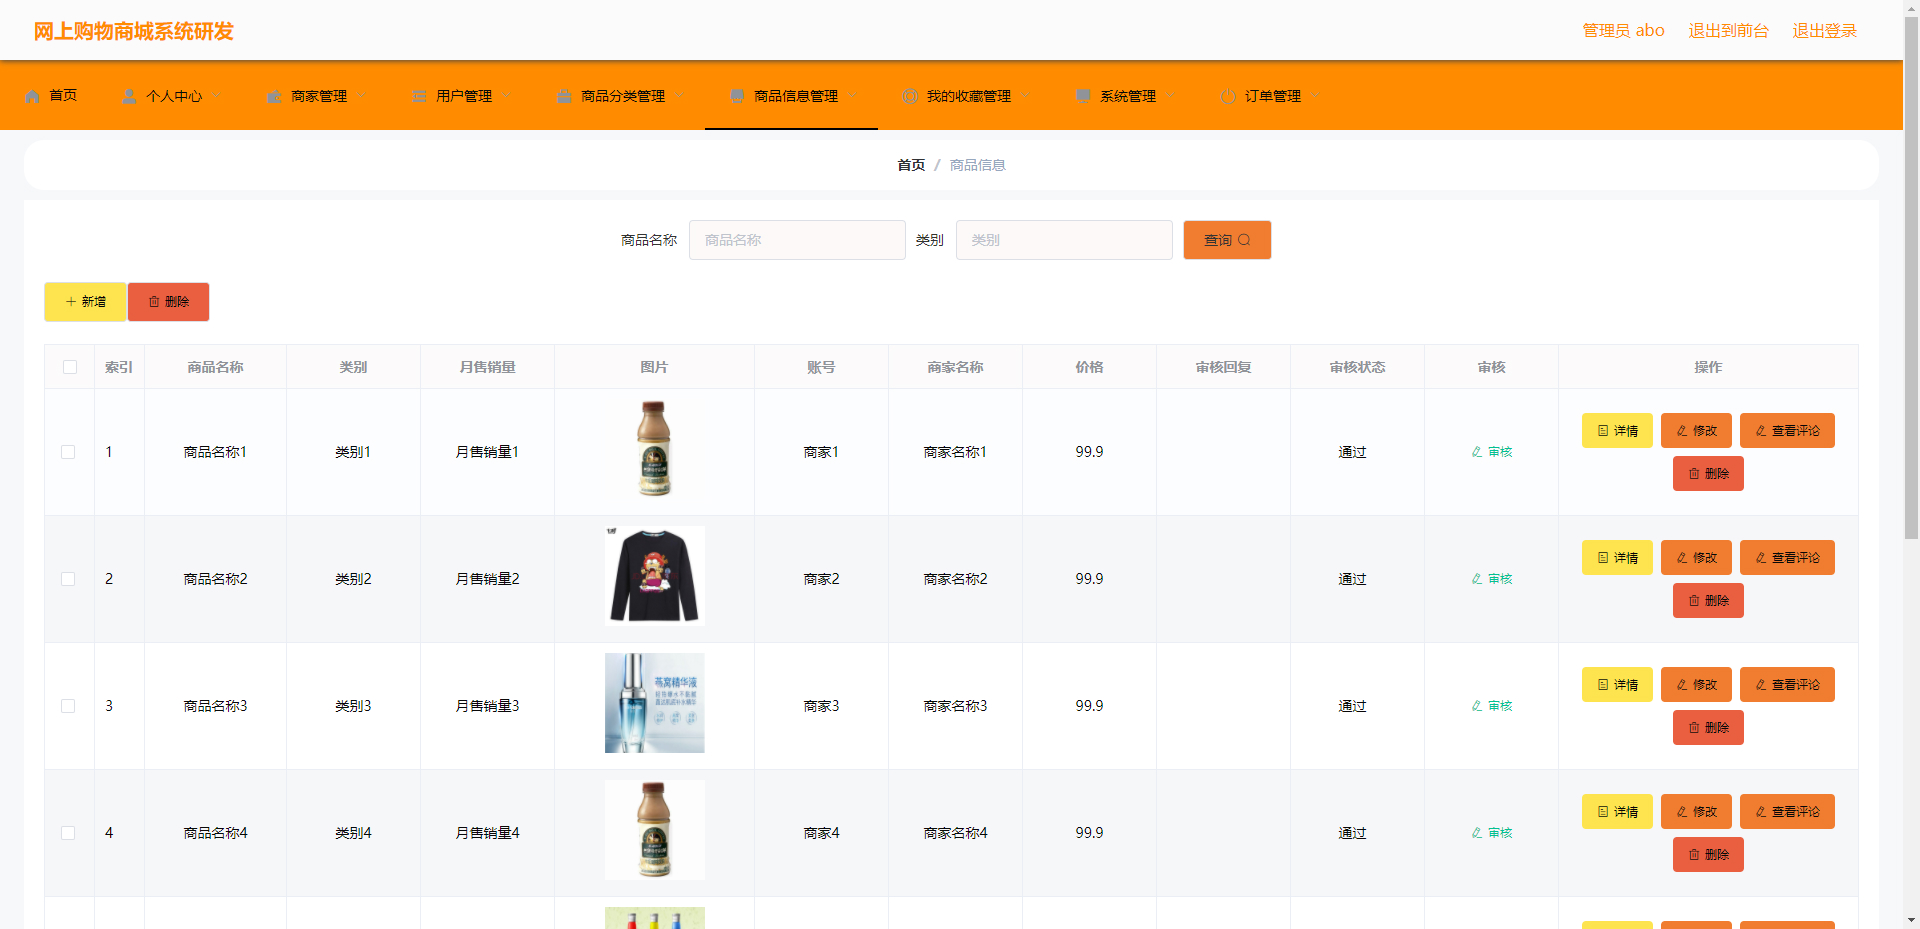 网上购物商城系统研发
管理员 abo 退出到前台 退出登录
首页 个人中心 商家管理 用户管理 商品分类管理 商品信息管理 我的收藏管理 系统管理 订单管理
首页 / 商品信息
商品名称 商品名称 类别 类别 查询
新增 删除
索引 商品名称 类别 月售销量 图片 账号 商家名称 价格 审核回复 审核状态 审核 操作
1 商品名称1 类别1 月售销量1 商家1 商家名称1 99.9 通过 审核 详情 修改 查看评论
删除
2 商品名称2 类别2 月售销量2 商家2 商家名称2 99.9 通过 审核 详情 修改 查看评论
删除
燕窝精华液
3 商品名称3 类别3 月售销量3 商家3 商家名称3 99.9 通过 审核 详情 修改 查看评论
删除
4 商品名称4 类别4 月售销量4 商家4 商家名称4 99.9 通过 审核 详情 修改 查看评论
删除